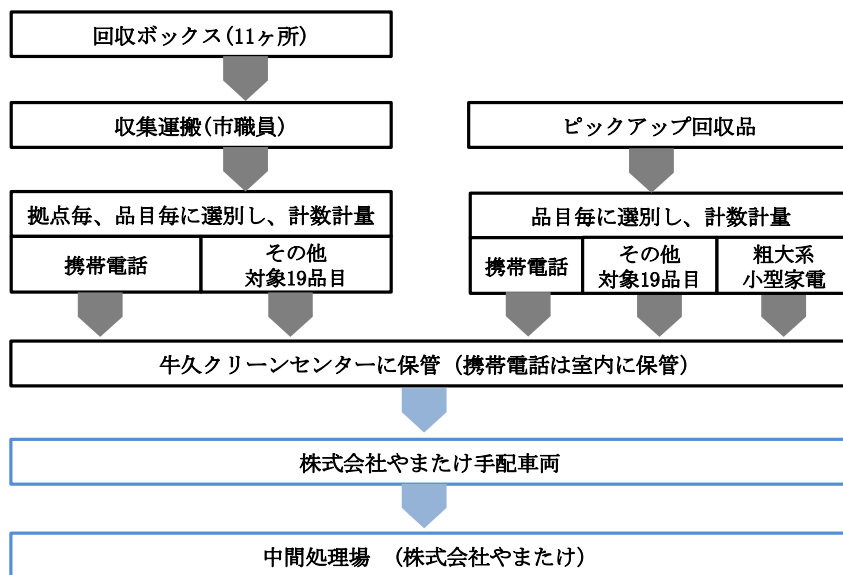 回収ボックス(11ヶ所)
収集運搬(市職員)
拠点毎、品目毎に選別し、計数計量
携帯電話
その他
対象19品目
ピックアップ回収品
品目毎に選別し、計数計量
携帯電話
その他
対象19品目
粗大系
小型家電
牛久クリーンセンターに保管（携帯電話は室内に保管）
株式会社やまたけ手配車両
中間処理場　（株式会社やまたけ）